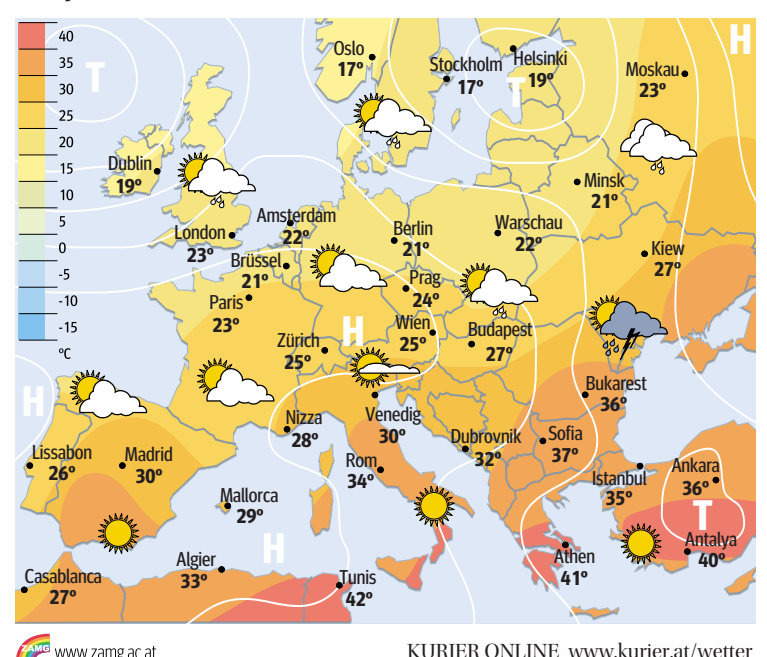 40
35
30
25
20
15
10
5
0
-5
-10
-15
°C
T
H
Oslo
17°
Stockholm
17°
Helsinki
19°
T
Moskau
23°
Dublin
19°
Minsk
21°
London
23°
Amsterdam
22°
Berlin
21°
Warschau
22°
Brüssel
21°
Kiew
27°
Paris
23°
Prag
24°
Wien
25°
Budapest
27°
Zürich
25°
H
H
Bukarest
36°
Nizza
28°
Venedig
30°
Dubrovnik
32°
Sofia
37°
Lissabon
26°
Madrid
30°
Rom
34°
Istanbul
35°
Ankara
36°
T
Mallorca
29°
H
Antalya
40°
Athen
41°
Algier
33°
Casablanca
27°
Tunis
42°
ZAMG
www.zamg.ac.at
KURIER ONLINE www.kurier.at/wetter